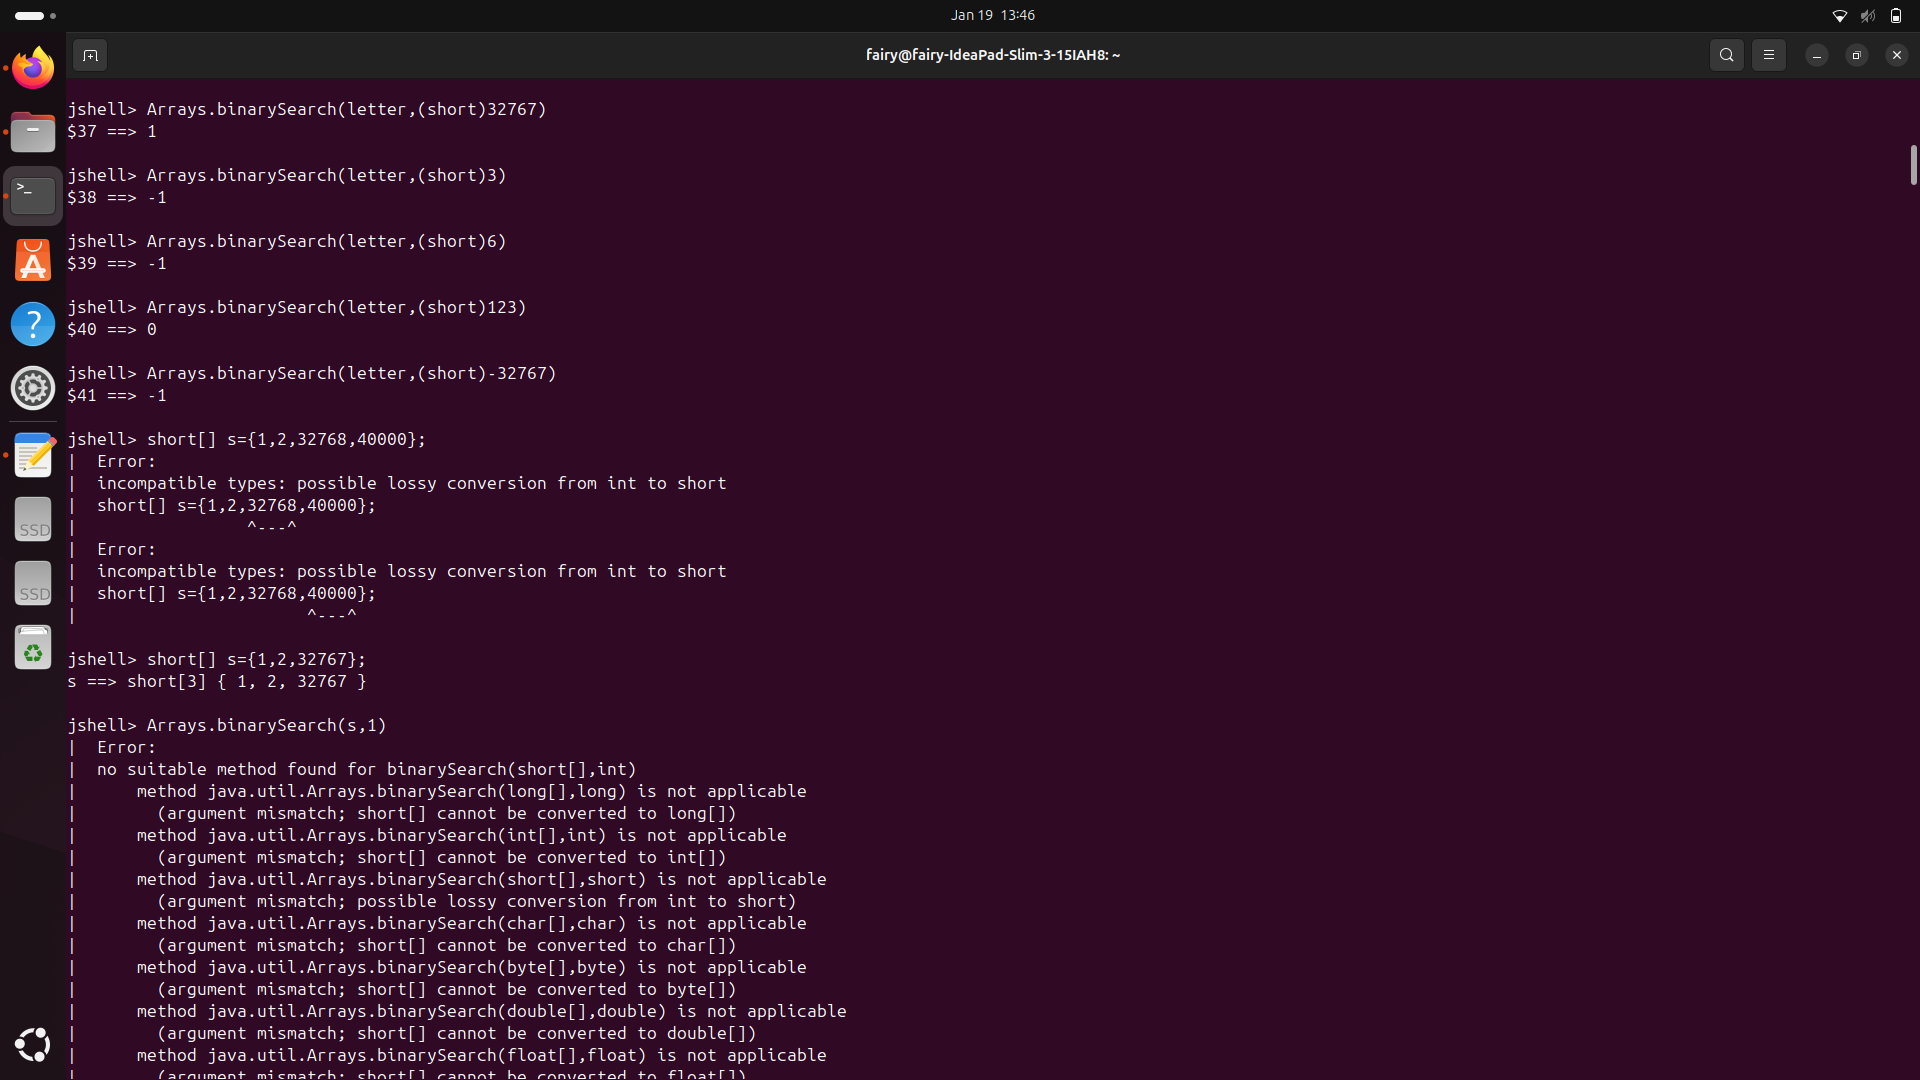 Jan 19 13:46
fairy@fairy-IdeaPad-Slim-3-15IAH8: ~
jshell> Arrays.binarySearch(letter,(short)32767)
$37 ==> 1
jshell> Arrays.binarySearch(letter,(short)3)
$38 ==> -1
jshell> Arrays.binarySearch(letter,(short)6)
$39 ==> -1
jshell> Arrays.binarySearch(letter,(short)123)
$40 ==> 0
jshell> Arrays.binarySearch(letter,(short)-32767)
$41 ==> -1
jshell> short[] s={1,2,32768,40000};
|  Error:
|  incompatible types: possible lossy conversion from int to short
|  short[] s={1,2,32768,40000};
|                 ^---^
|  Error:
|  incompatible types: possible lossy conversion from int to short
|  short[] s={1,2,32768,40000};
|                       ^---^
jshell> short[] s={1,2,32767};
s ==> short[3] { 1, 2, 32767 }
jshell> Arrays.binarySearch(s,1)
|  Error:
|  no suitable method found for binarySearch(short[],int)
|      method java.util.Arrays.binarySearch(long[],long) is not applicable
|        (argument mismatch; short[] cannot be converted to long[])
|      method java.util.Arrays.binarySearch(int[],int) is not applicable
|        (argument mismatch; short[] cannot be converted to int[])
|      method java.util.Arrays.binarySearch(short[],short) is not applicable
|        (argument mismatch; possible lossy conversion from int to short)
|      method java.util.Arrays.binarySearch(char[],char) is not applicable
|        (argument mismatch; short[] cannot be converted to char[])
|      method java.util.Arrays.binarySearch(byte[],byte) is not applicable
|        (argument mismatch; short[] cannot be converted to byte[])
|      method java.util.Arrays.binarySearch(double[],double) is not applicable
|        (argument mismatch; short[] cannot be converted to double[])
|      method java.util.Arrays.binarySearch(float[],float) is not applicable
|        (argument mismatch; short[] cannot be converted to float[])
>_
A
?
SSD
SSD